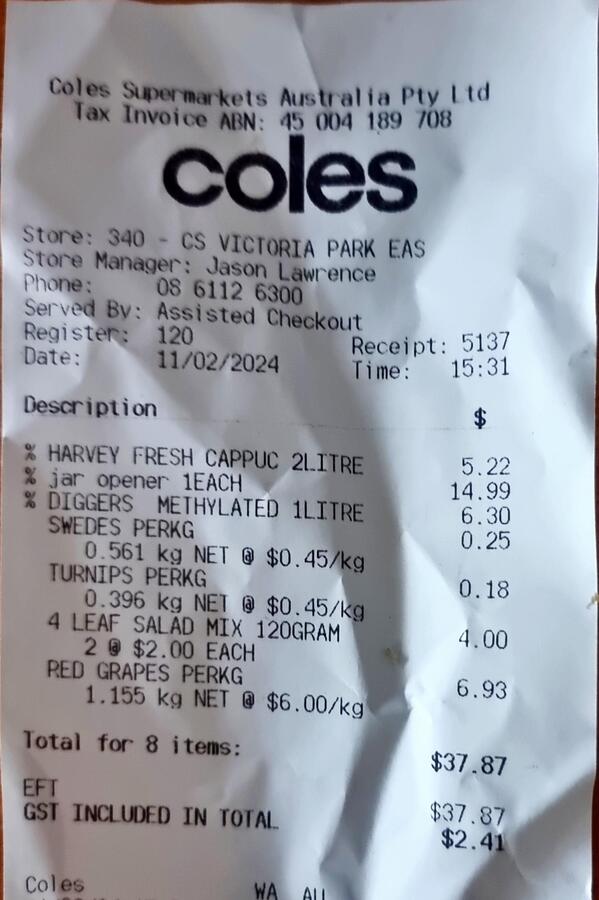 Coles Supermarkets Australia Pty Ltd
Tax Invoice ABN: 45 004 189 708
coles
Store: 340 - CS VICTORIA PARK EAS
Store Manager: Jason Lawrence
Phone: 08 6112 6300
Served By: Assisted Checkout
Register: 120 Receipt: 5137
Date: 11/02/2024 Time: 15:31
Description $
% HARVEY FRESH CAPPUC 2LITRE 5.22
% jar opener 1EACH 14.99
% DIGGERS METHYLATED 1LITRE 6.30
SWEDES PERKG 0.25
0.561 kg NET @ $0.45/kg
TURNIPS PERKG 0.18
0.396 kg NET @ $0.45/kg
4 LEAF SALAD MIX 120GRAM 4.00
2 @ $2.00 EACH
RED GRAPES PERKG 6.93
1.155 kg NET @ $6.00/kg
Total for 8 items: $37.87
EFT $37.87
GST INCLUDED IN TOTAL $2.41
Coles WA AU